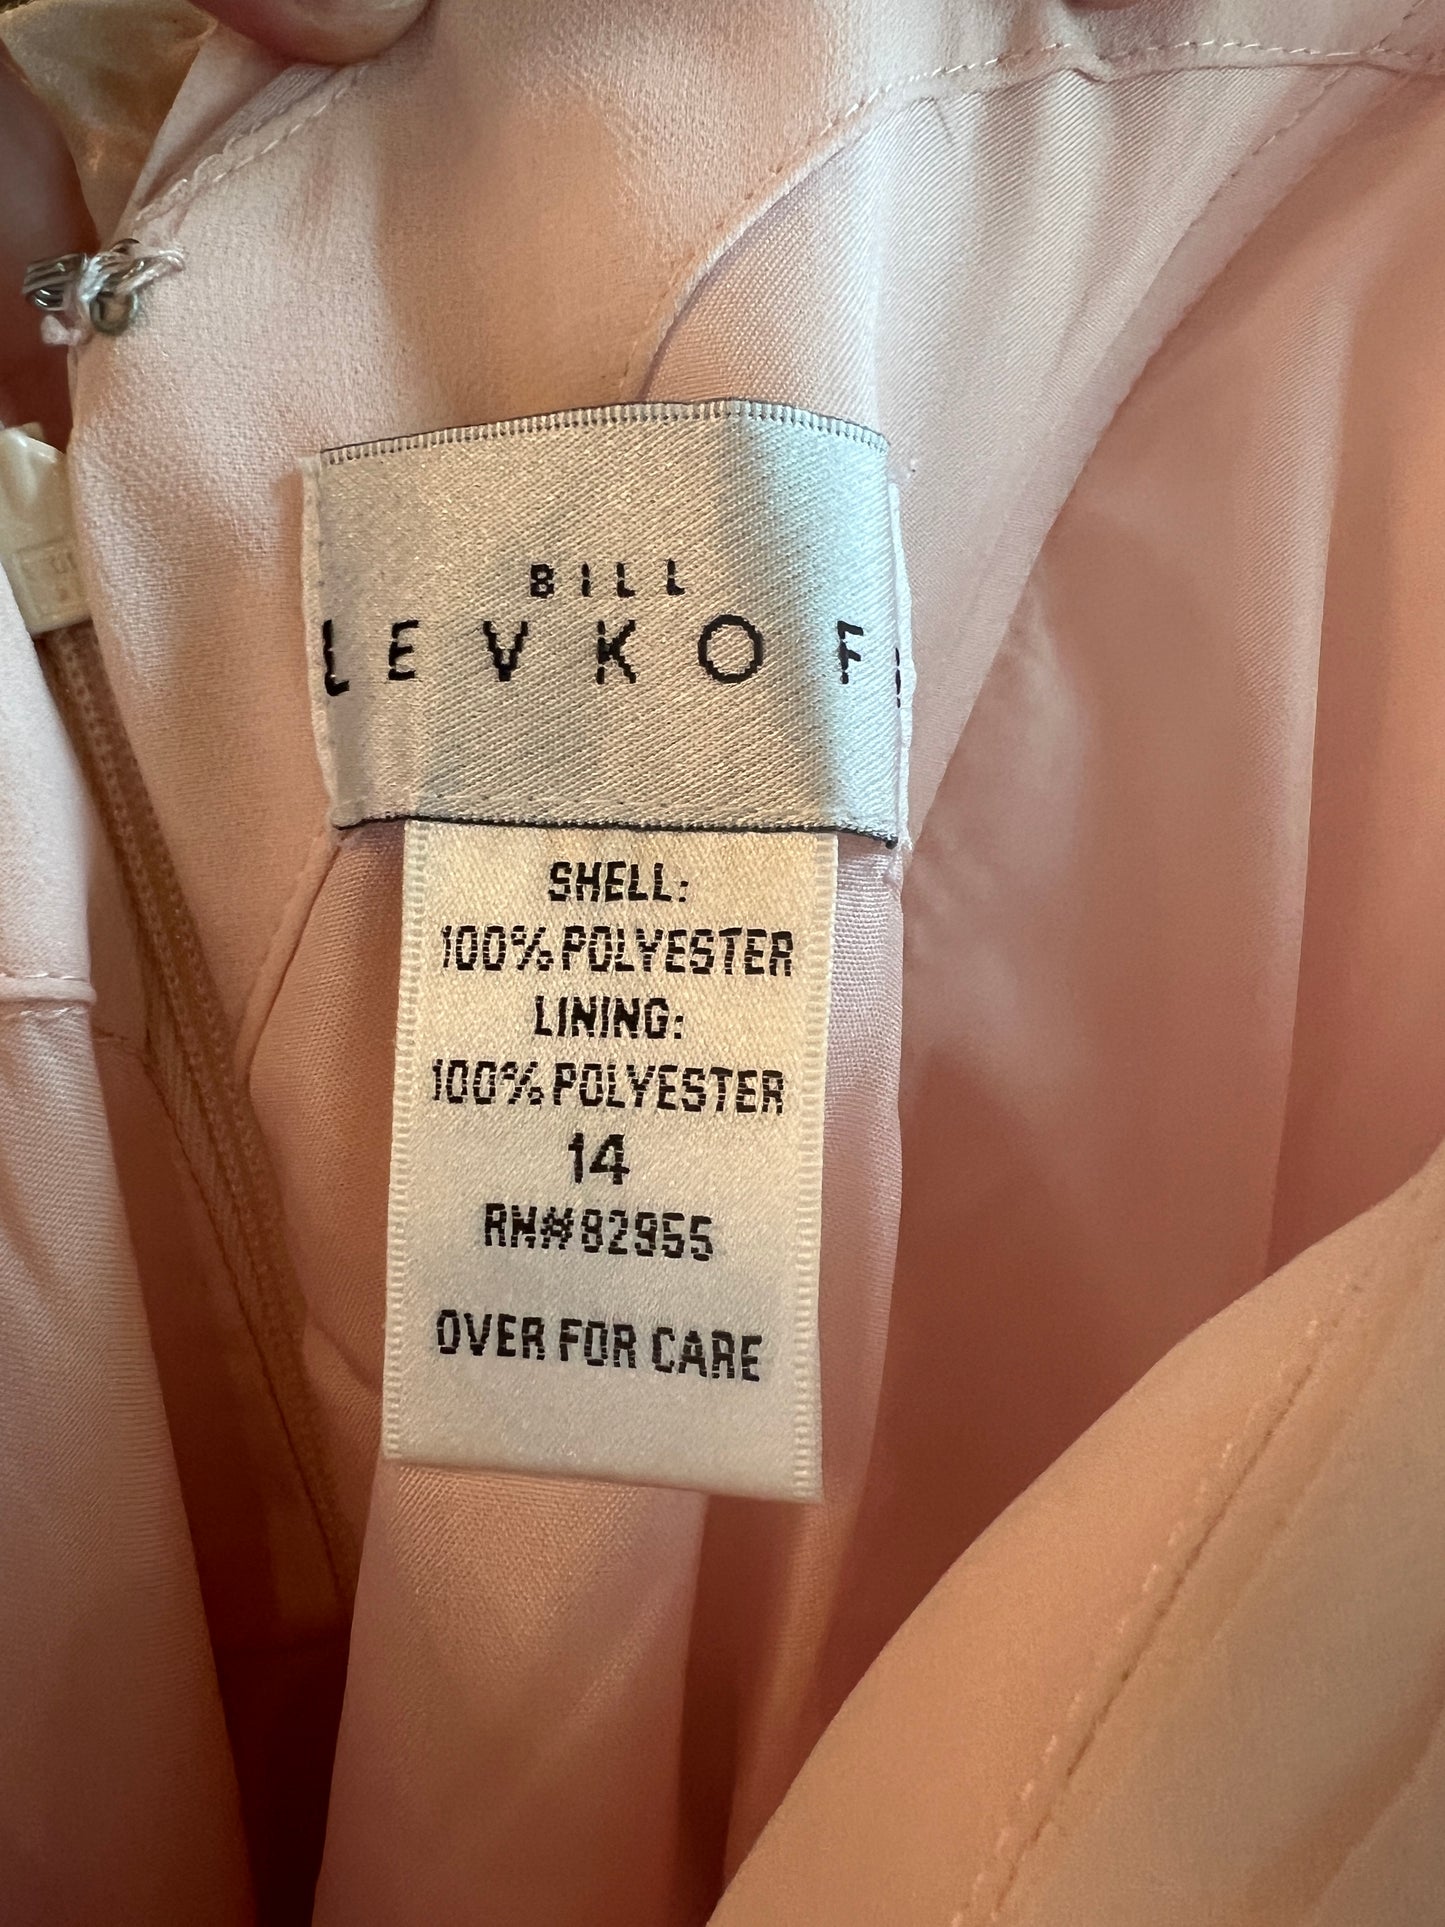 BILL
LEVKOFF
SHELL:
100% POLYESTER
LINING:
100% POLYESTER
14
RN# 82955
OVER FOR CARE